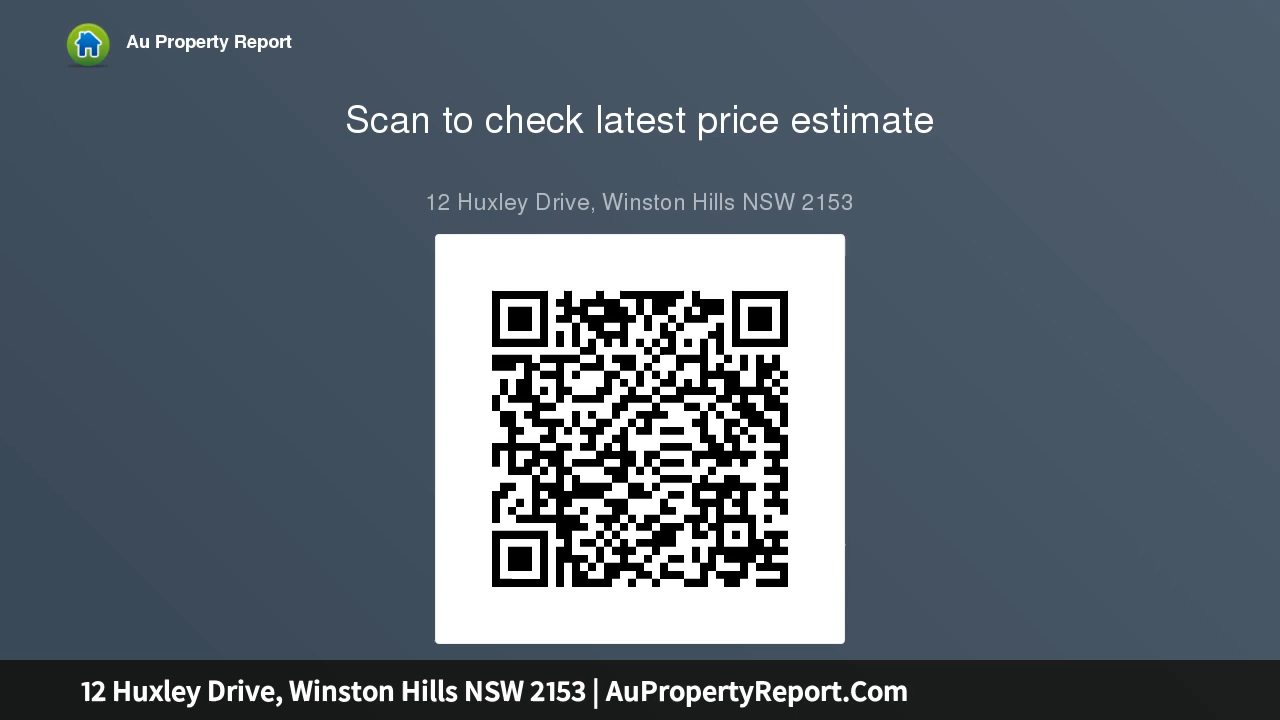 Au Property Report
Scan to check latest price estimate
12 Huxley Drive, Winston Hills NSW 2153
12 Huxley Drive, Winston Hills NSW 2153 | AuPropertyReport.Com